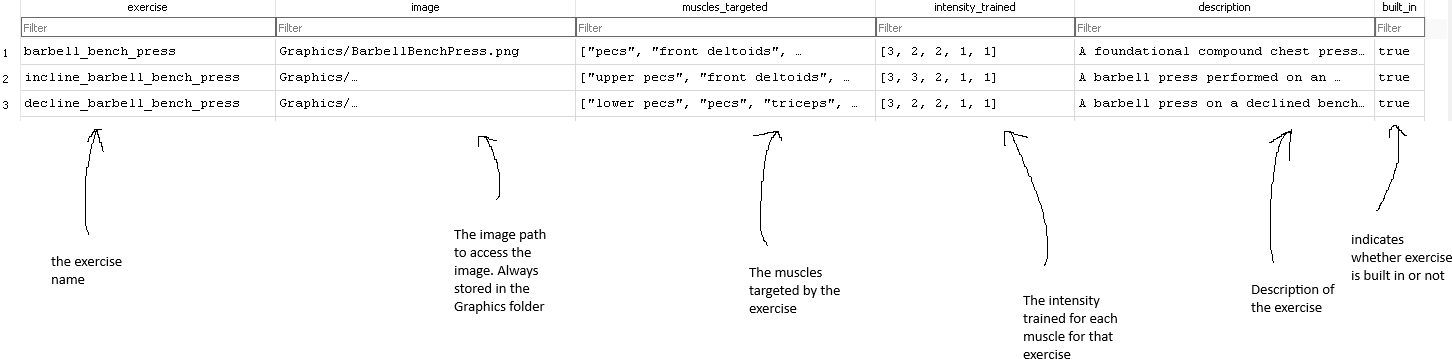 exercise image muscles_targeted intensity_trained description built_in
Filter Filter Filter Filter Filter Filter
1 barbell_bench_press Graphics/BarbellBenchPress.png ["pecs", "front deltoids", … [3, 2, 2, 1, 1] A foundational compound chest press… true
2 incline_barbell_bench_press Graphics/… ["upper pecs", "front deltoids", … [3, 3, 2, 1, 1] A barbell press performed on an … true
3 decline_barbell_bench_press Graphics/… ["lower pecs", "pecs", "triceps", … [3, 2, 2, 1, 1] A barbell press on a declined bench… true
the exercise
name
The image path
to access the
image. Always
stored in the
Graphics folder
The muscles
targeted by the
exercise
The intensity
trained for each
muscle for that
exercise
Description of
the exercise
indicates
whether exercise
is built in or not